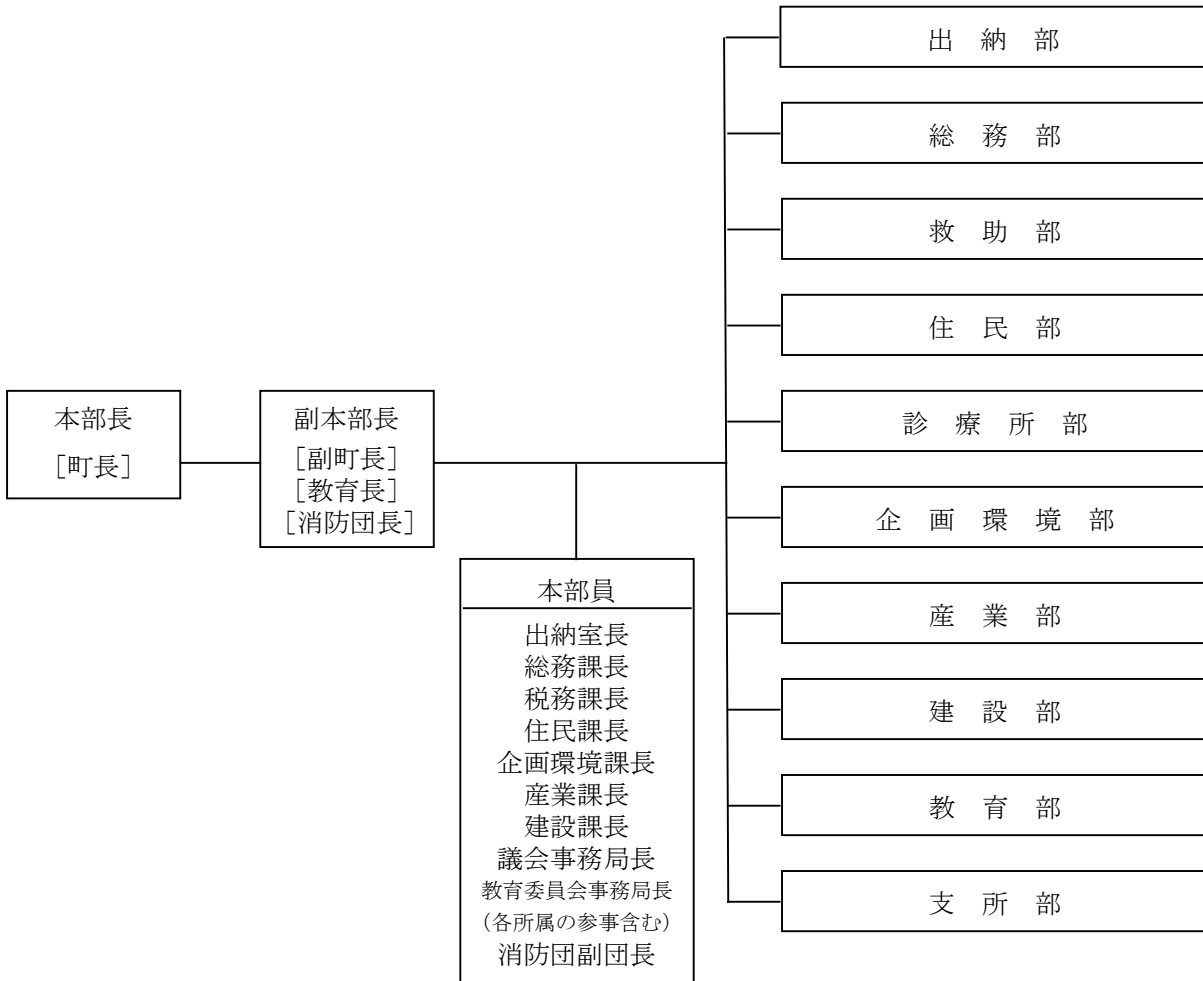 本部長
［町長］
副本部長
［副町長］
［教育長］
［消防団長］
本部員
出納室長
総務課長
税務課長
住民課長
企画環境課長
産業課長
建設課長
議会事務局長
教育委員会事務局長
（各所属の参事含む）
消防団副団長
出　納　部
総　務　部
救　助　部
住　民　部
診　療　所　部
企　画　環　境　部
産　業　部
建　設　部
教　育　部
支　所　部